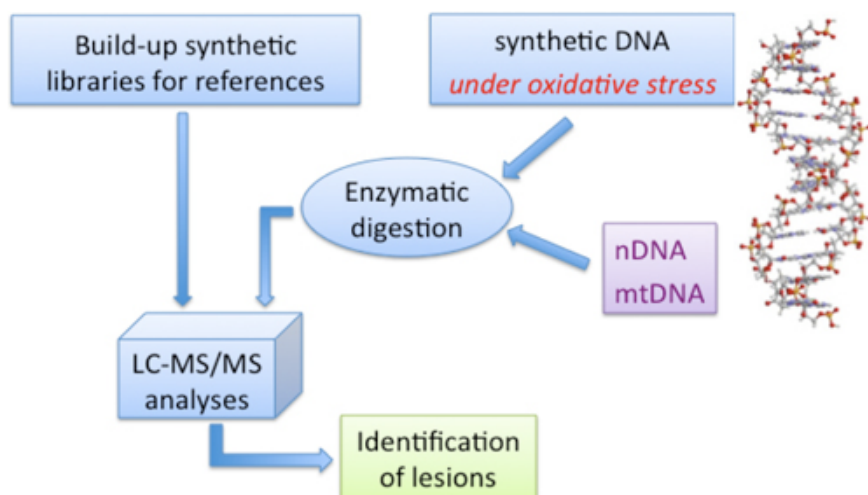 Build-up synthetic
libraries for references
synthetic DNA
under oxidative stress
Enzymatic
digestion
nDNA
mtDNA
LC-MS/MS
analyses
Identification
of lesions